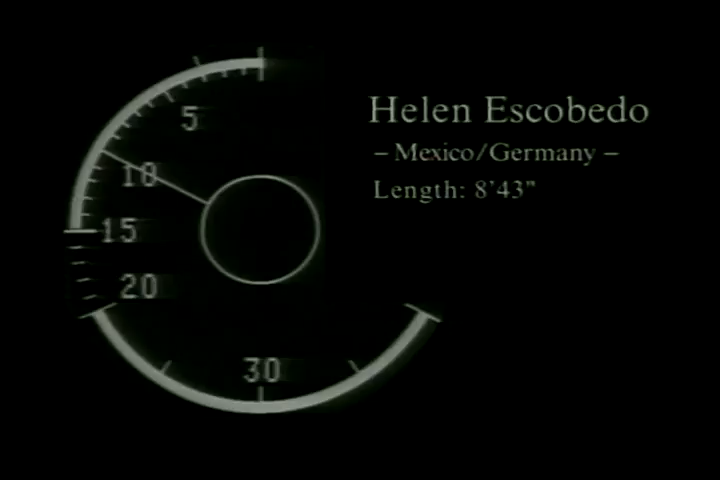 Helen Escobedo
– Mexico/Germany –
Length: 8'43"
5
10
15
20
30